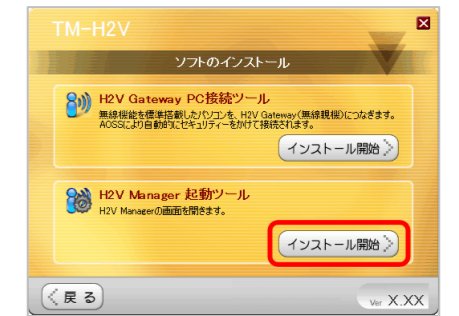 TM-H2V
ソフトのインストール
H2V Gateway PC接続ツール
無線機能を標準搭載したパソコンを、H2V Gateway(無線親機)につなぎます。
AOSSにより自動的にセキュリティーをかけて接続されます。
インストール開始
H2V Manager 起動ツール
H2V Managerの画面を開きます。
インストール開始
戻る
Ver X.XX